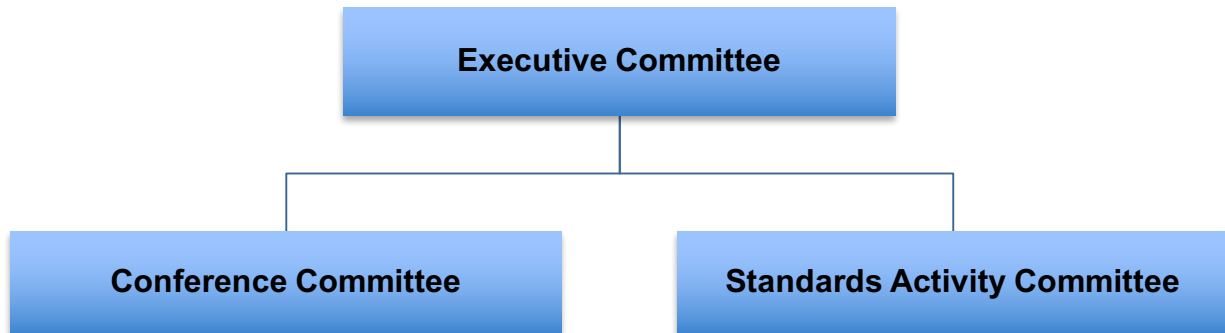 Executive Committee
Conference Committee
Standards Activity Committee